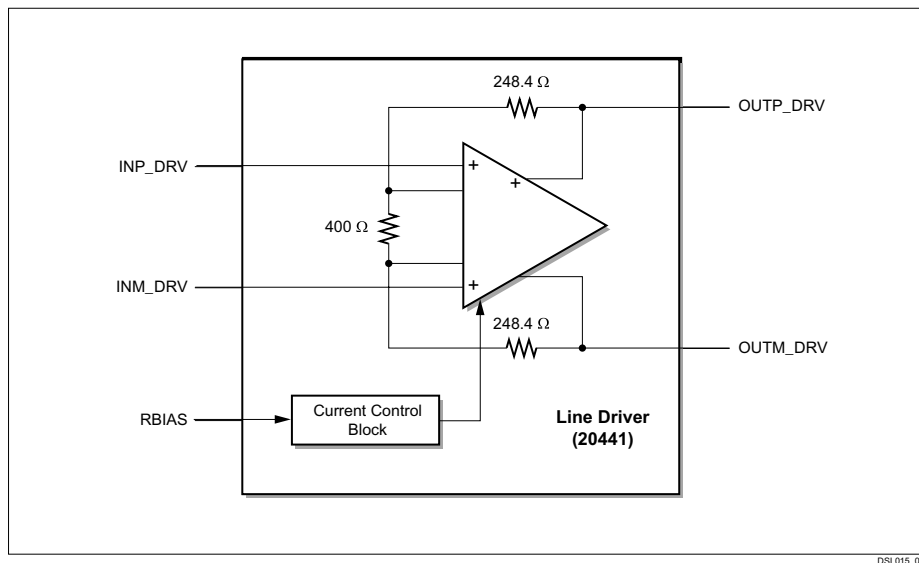 248.4 Ω
OUTP_DRV
INP_DRV
+
+
400 Ω
INM_DRV
+
248.4 Ω
OUTM_DRV
RBIAS
Current Control
Block
Line Driver
(20441)